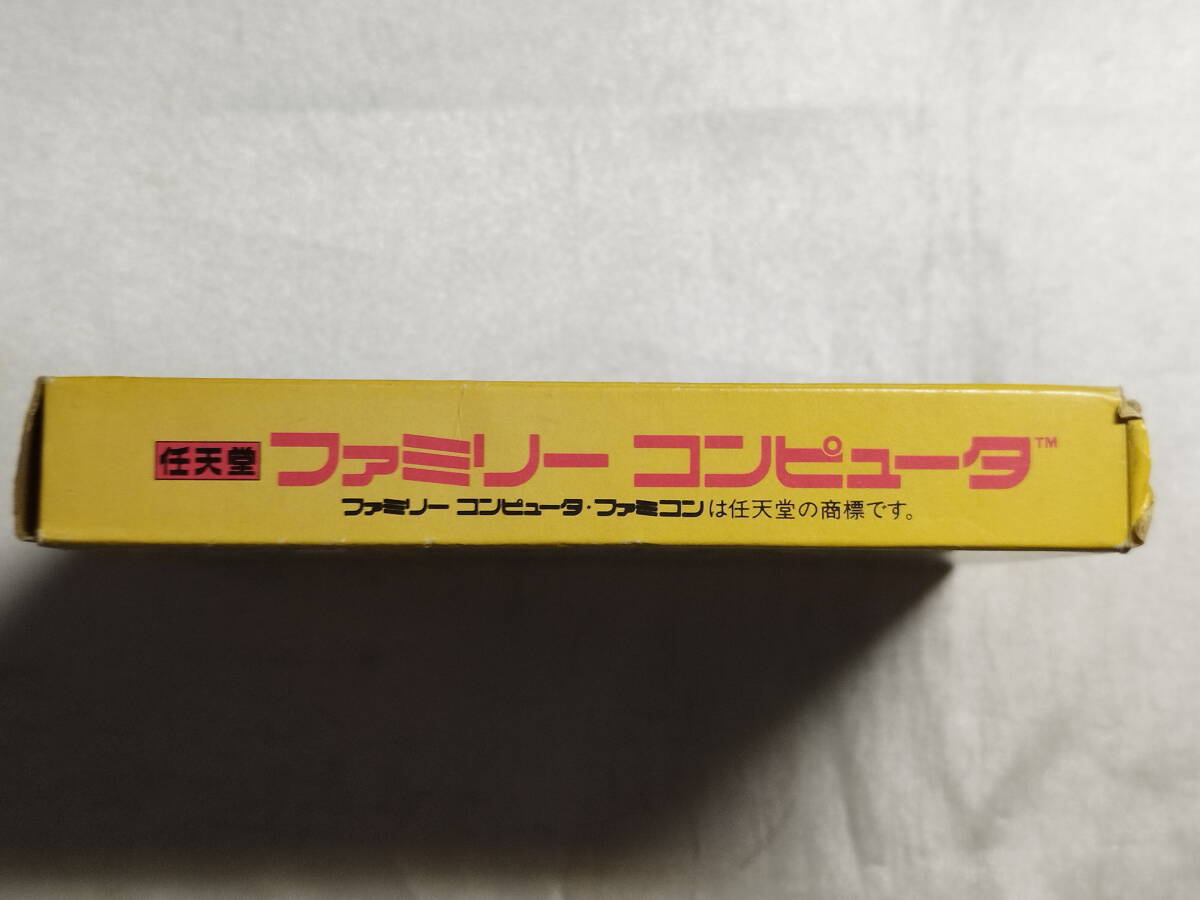 任天堂 ファミリー コンピュータ™
ファミリー コンピュータ・ファミコンは任天堂の商標です。